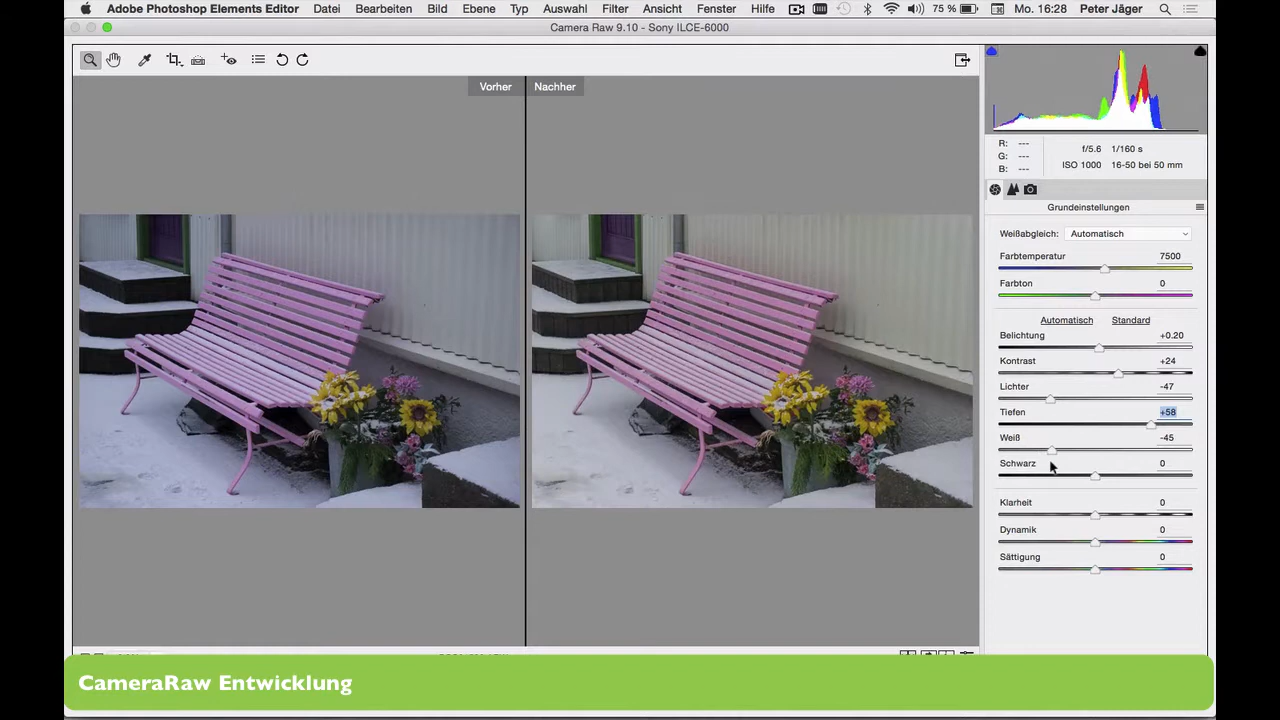 Adobe Photoshop Elements Editor Datei Bearbeiten Bild Ebene Typ Auswahl Filter Ansicht Fenster Hilfe 75 % Mo. 16:28 Peter Jäger
Camera Raw 9.10 - Sony ILCE-6000
Vorher Nachher
R: ---
G: ---
B: ---
f/5.6 1/160 s
ISO 1000 16-50 bei 50 mm
Grundeinstellungen
Weißabgleich: Automatisch
Farbtemperatur 7500
Farbton 0
Automatisch Standard
Belichtung +0.20
Kontrast +24
Lichter -47
Tiefen +58
Weiß -45
Schwarz 0
Klarheit 0
Dynamik 0
Sättigung 0
CameraRaw Entwicklung